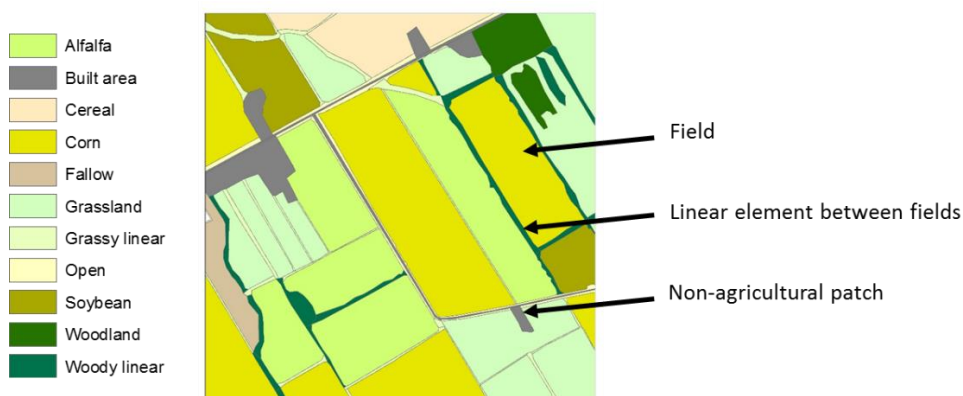 Alfalfa
Built area
Cereal
Corn
Fallow
Grassland
Grassy linear
Open
Soybean
Woodland
Woody linear
Field
Linear element between fields
Non-agricultural patch